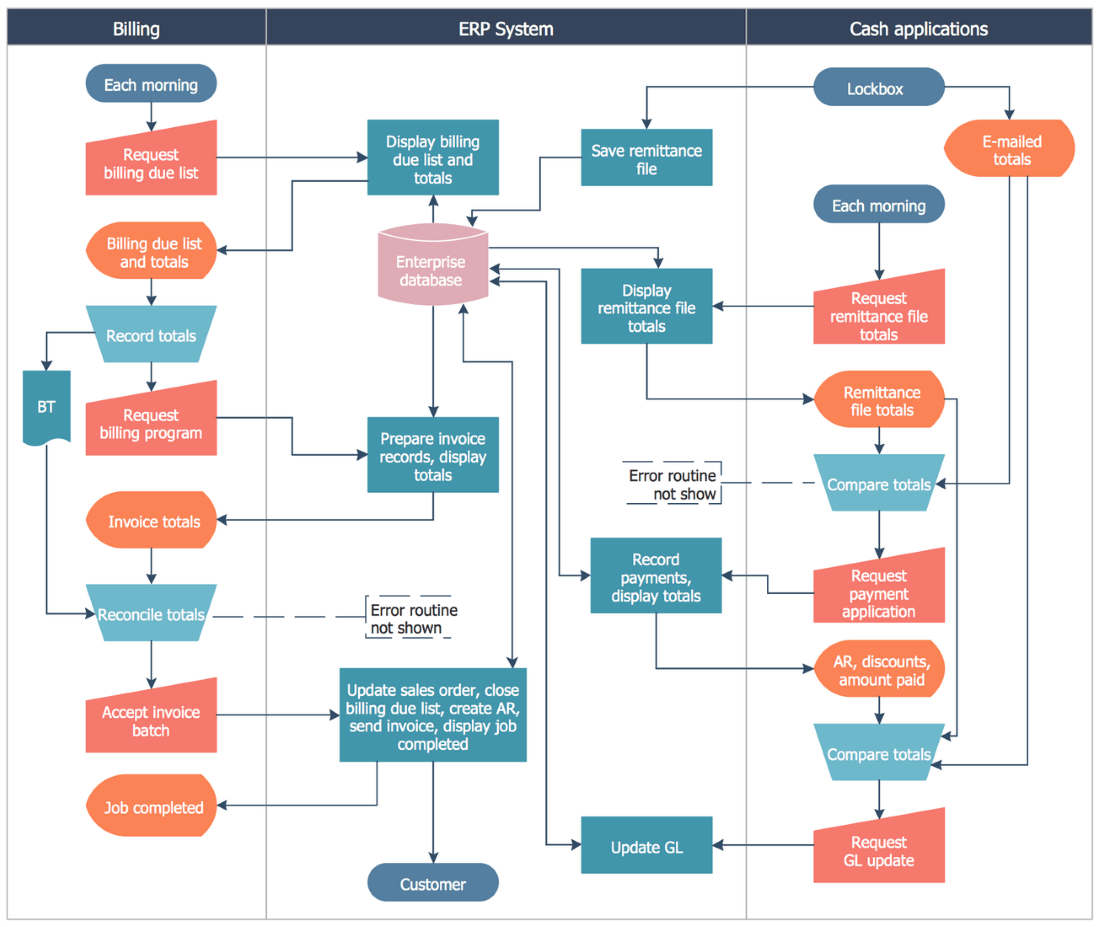 Billing
ERP System
Cash applications
Each morning
Request
billing due list
Billing due list
and totals
Record totals
BT
Request
billing program
Invoice totals
Reconcile totals
Accept invoice
batch
Job completed
Display billing
due list and
totals
Save remittance
file
Enterprise
database
Display
remittance file
totals
Prepare invoice
records, display
totals
Error routine
not show
Record
payments,
display totals
Error routine
not shown
Update sales order, close
billing due list, create AR,
send invoice, display job
completed
Update GL
Customer
Lockbox
E-mailed
totals
Each morning
Request
remittance file
totals
Remittance
file totals
Compare totals
Request
payment
application
AR, discounts,
amount paid
Compare totals
Request
GL update